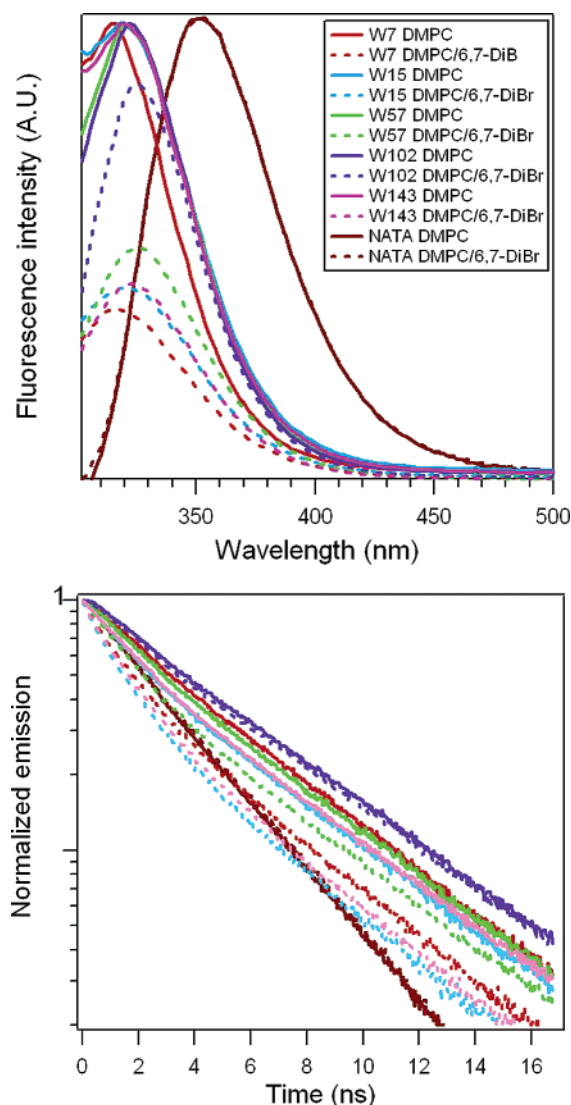 Fluorescence intensity (A.U.)
W7 DMPC
W7 DMPC/6,7-DiB
W15 DMPC
W15 DMPC/6,7-DiBr
W57 DMPC
W57 DMPC/6,7-DiBr
W102 DMPC
W102 DMPC/6,7-DiBr
W143 DMPC
W143 DMPC/6,7-DiBr
NATA DMPC
NATA DMPC/6,7-DiBr
350 400 450 500
Wavelength (nm)
Normalized emission
1
0 2 4 6 8 10 12 14 16
Time (ns)